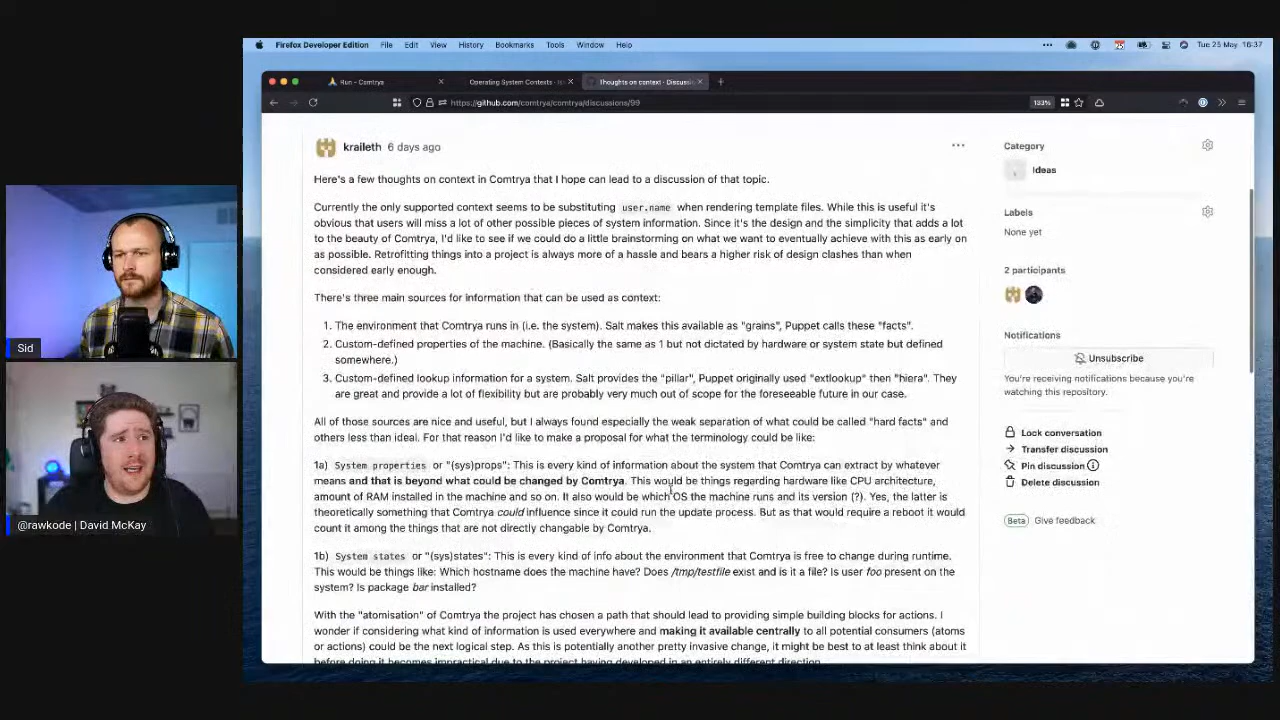 Firefox Developer Edition File Edit View History Bookmarks Tools Window Help
Tue 25 May 16:37
Run – Comtrya
Operating System Contexts
Thoughts on context · Discuss
https://github.com/comtrya/comtrya/discussions/99
133%
kraileth 6 days ago
Here's a few thoughts on context in Comtrya that I hope can lead to a discussion of that topic.
Currently the only supported context seems to be substituting user.name when rendering template files. While this is useful it's
obvious that users will miss a lot of other possible pieces of system information. Since it's the design and the simplicity that adds a lot
to the beauty of Comtrya, I'd like to see if we could do a little brainstorming on what we want to eventually achieve with this as early on
as possible. Retrofitting things into a project is always more of a hassle and bears a higher risk of design clashes than when
considered early enough.
There's three main sources for information that can be used as context:
1. The environment that Comtrya runs in (i.e. the system). Salt makes this available as "grains", Puppet calls these "facts".
2. Custom-defined properties of the machine. (Basically the same as 1 but not dictated by hardware or system state but defined
somewhere.)
3. Custom-defined lookup information for a system. Salt provides the "pillar", Puppet originally used "extlookup" then "hiera". They
are great and provide a lot of flexibility but are probably very much out of scope for the foreseeable future in our case.
All of those sources are nice and useful, but I always found especially the weak separation of what could be called "hard facts" and
others less than ideal. For that reason I'd like to make a proposal for what the terminology could be like:
1a) System properties or "(sys)props": This is every kind of information about the system that Comtrya can extract by whatever
means and that is beyond what could be changed by Comtrya. This would be things regarding hardware like CPU architecture,
amount of RAM installed in the machine and so on. It also would be which OS the machine runs and its version (?). Yes, the latter is
theoretically something that Comtrya could influence since it could run the update process. But as that would require a reboot it would
count it among the things that are not directly changable by Comtrya.
1b) System states or "(sys)states": This is every kind of info about the environment that Comtrya is free to change during runtime.
This would be things like: Which hostname does the machine have? Does /tmp/testfile exist and is it a file? Is user foo present on the
system? Is package bar installed?
With the "atomisation" of Comtrya the project has chosen a path that should lead to providing simple building blocks for actions. I
wonder if considering what kind of information is used everywhere and making it available centrally to all potential consumers (atoms
or actions) could be the next logical step. As this is potentially another pretty invasive change, it might be best to at least think about it
before doing it becomes impractical due to the project having developed in an entirely different direction.
Category
Ideas
Labels
None yet
2 participants
Notifications
Unsubscribe
You're receiving notifications because you're
watching this repository.
Lock conversation
Transfer discussion
Pin discussion
Delete discussion
Beta Give feedback
Sid
@rawkode | David McKay